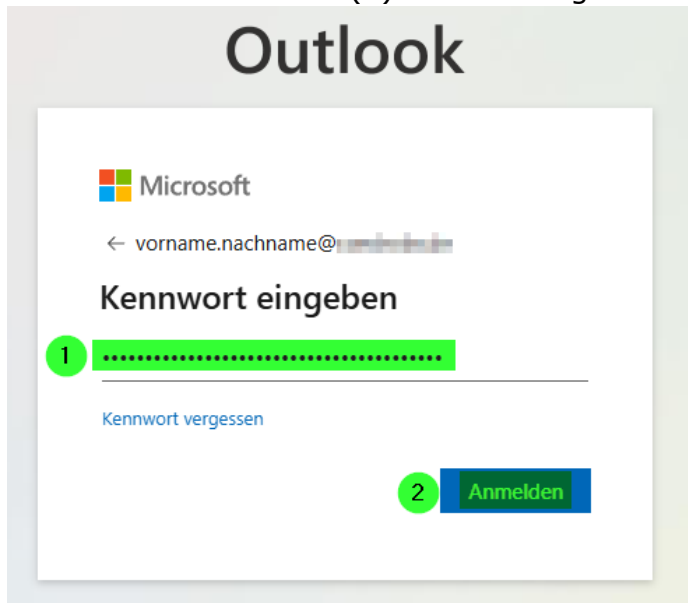 Outlook
Microsoft
← vorname.nachname@
Kennwort eingeben
1 ••••••••••••••••••••••••••••••••••••••••
Kennwort vergessen
2 Anmelden